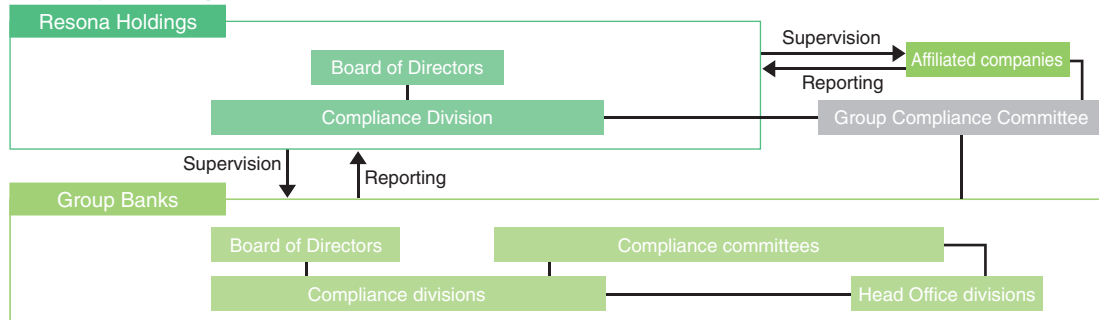 Resona Holdings
Supervision
Board of Directors
Affiliated companies
Reporting
Compliance Division
Group Compliance Committee
Supervision
Reporting
Group Banks
Board of Directors
Compliance committees
Compliance divisions
Head Office divisions